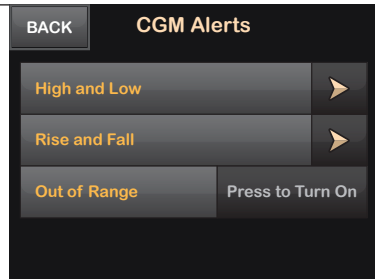 BACK
CGM Alerts
High and Low
Rise and Fall
Out of Range
Press to Turn On